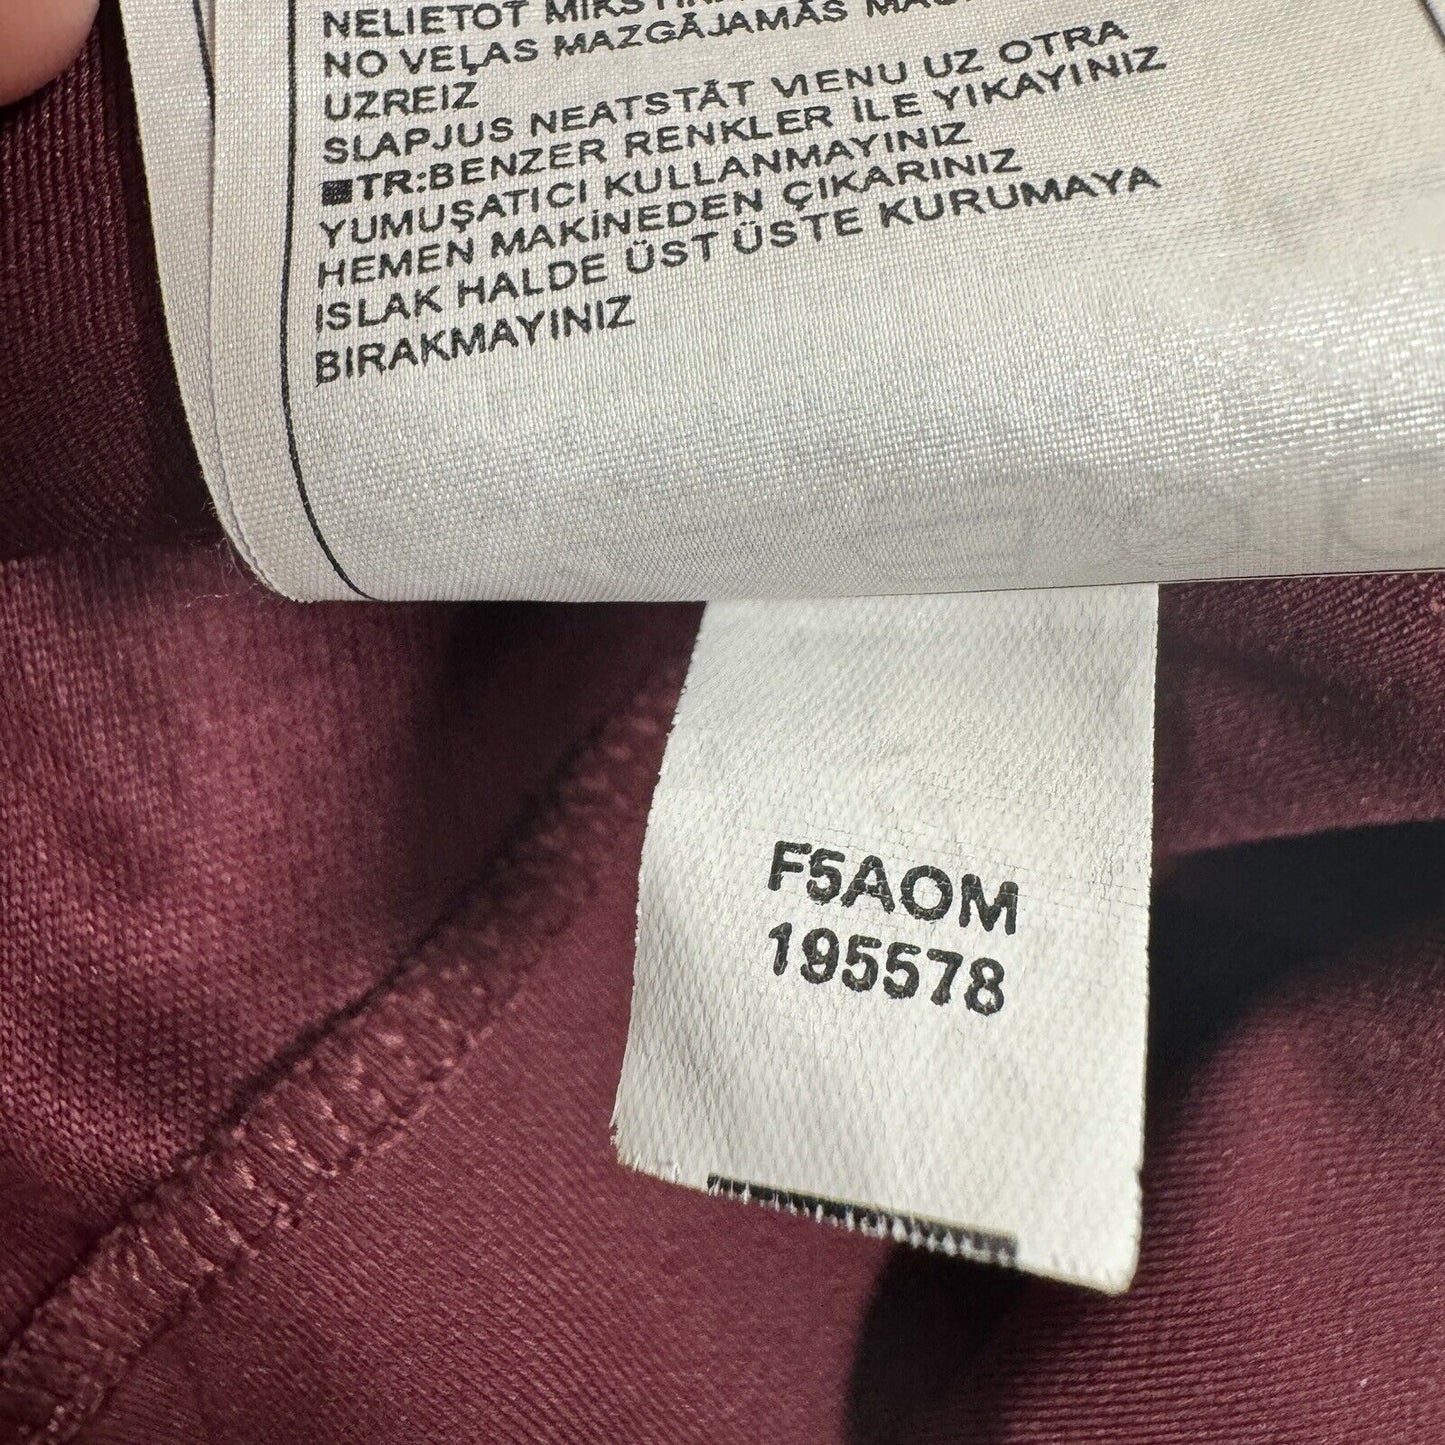 NELIETOT
NO VEĻAS MAZGĀJAMĀS
UZREIZ
SLAPJUS NEATSTĀT VIENU UZ OTRA
TR:BENZER RENKLER İLE YIKAYINIZ
YUMUŞATICI KULLANMAYINIZ
HEMEN MAKİNEDEN ÇIKARINIZ
ISLAK HALDE ÜST ÜSTE KURUMAYA
BIRAKMAYINIZ
F5AOM
195578